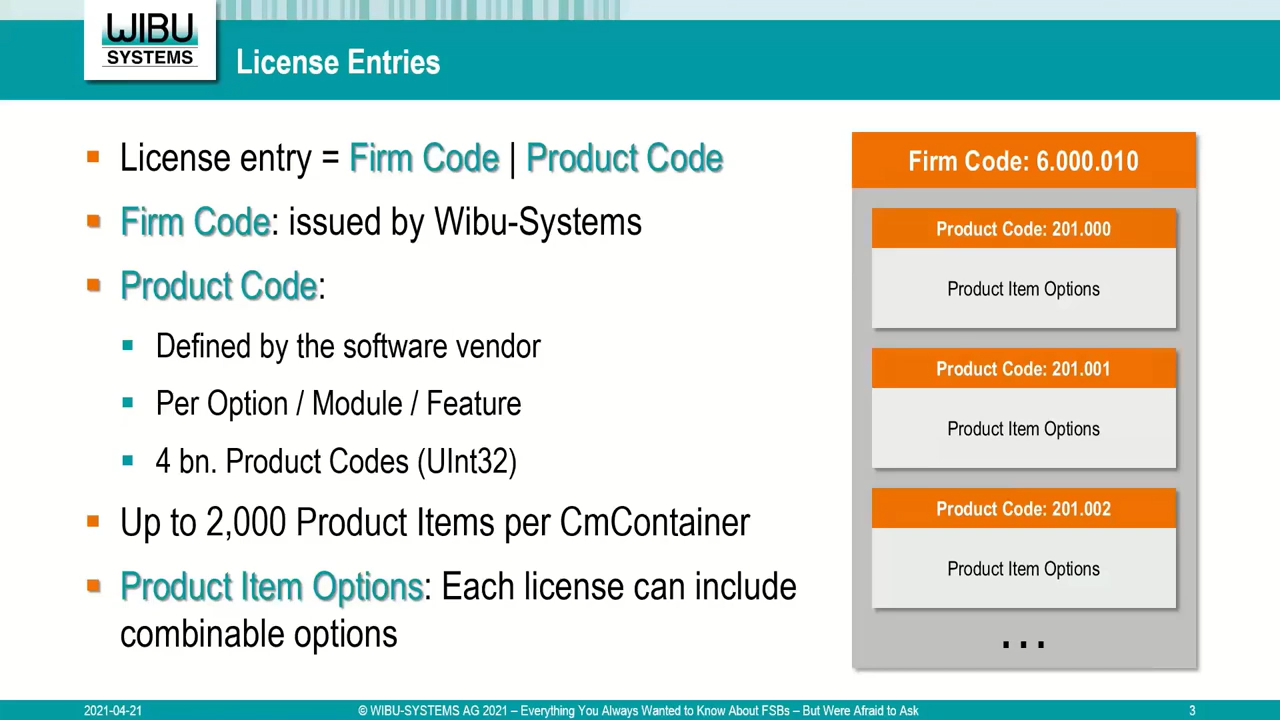 WIBU
SYSTEMS
License Entries
License entry = Firm Code | Product Code
Firm Code: issued by Wibu-Systems
Product Code:
Defined by the software vendor
Per Option / Module / Feature
4 bn. Product Codes (UInt32)
Up to 2,000 Product Items per CmContainer
Product Item Options: Each license can include
combinable options
Firm Code: 6.000.010
Product Code: 201.000
Product Item Options
Product Code: 201.001
Product Item Options
Product Code: 201.002
Product Item Options
...
2021-04-21
© WIBU-SYSTEMS AG 2021 – Everything You Always Wanted to Know About FSBs – But Were Afraid to Ask
3